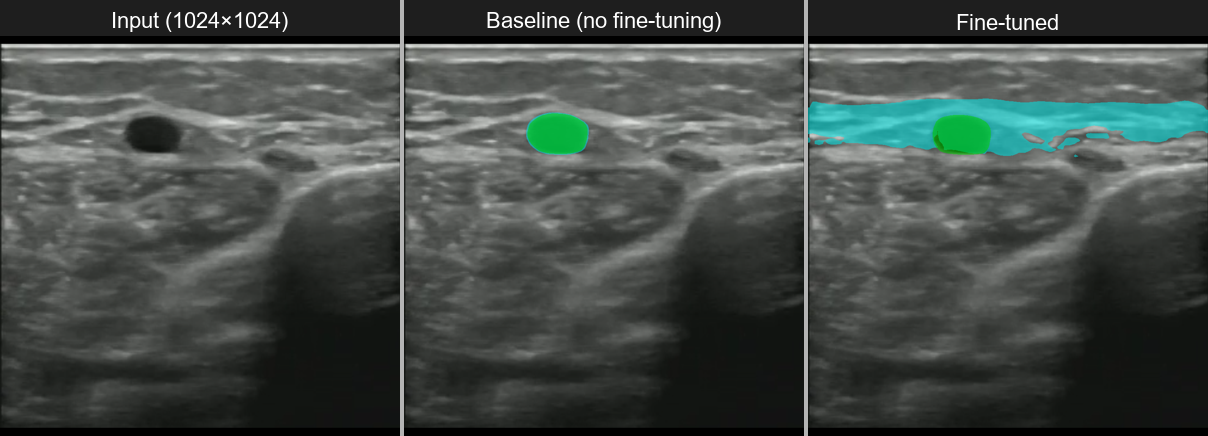 Input (1024×1024)
Baseline (no fine-tuning)
Fine-tuned